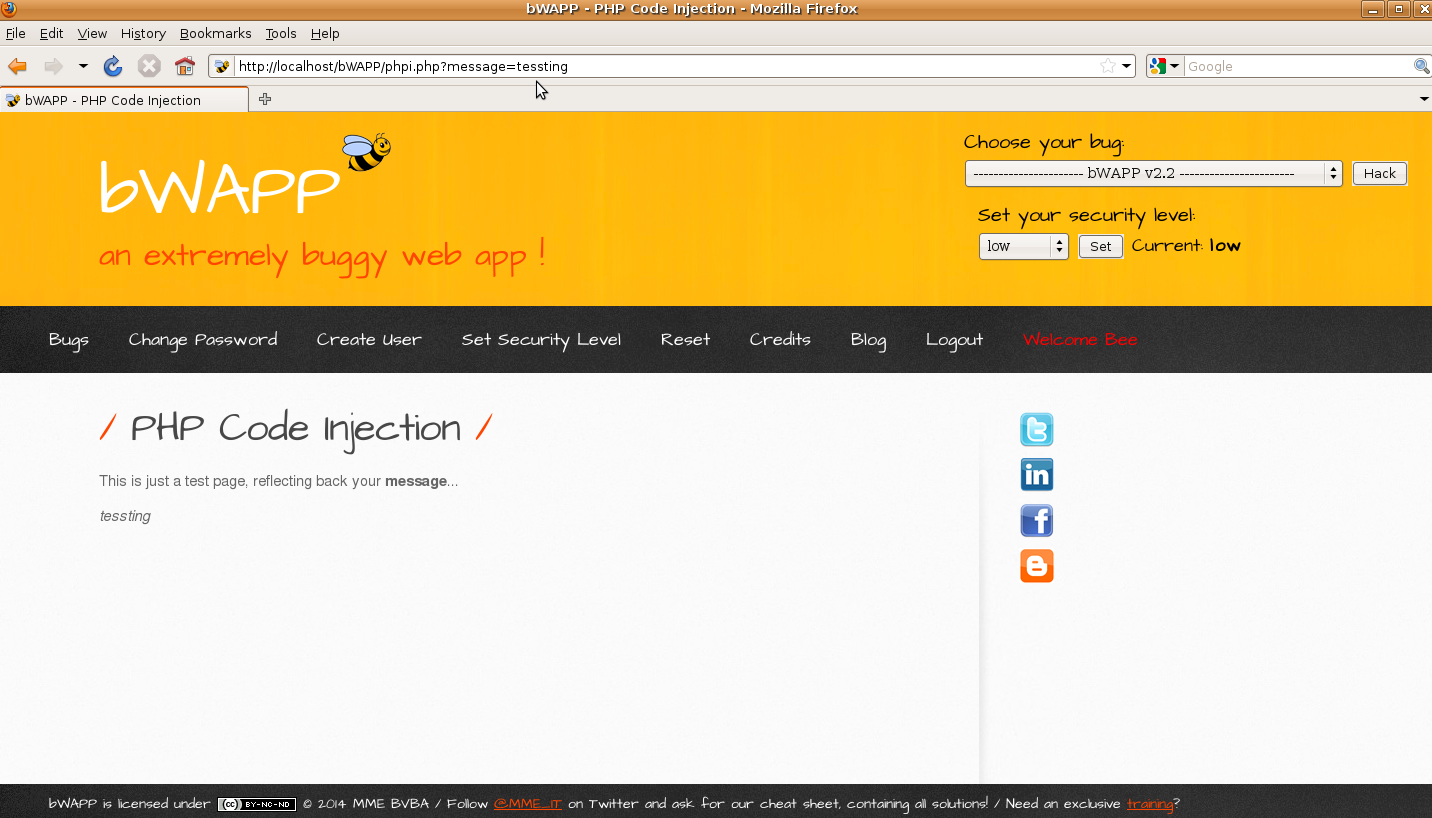 bWAPP - PHP Code Injection - Mozilla Firefox
File Edit View History Bookmarks Tools Help
http://localhost/bWAPP/phpi.php?message=tessting
Google
bWAPP - PHP Code Injection
bWAPP
an extremely buggy web app !
Choose your bug:
---------------------- bWAPP v2.2 ----------------------- Hack
Set your security level:
low Set Current: low
Bugs Change Password Create User Set Security Level Reset Credits Blog Logout Welcome Bee
/ PHP Code Injection /
This is just a test page, reflecting back your message...
tessting
bWAPP is licensed under (cc) BY-NC-ND © 2014 MME BVBA / Follow @MME_IT on Twitter and ask for our cheat sheet, containing all solutions! / Need an exclusive training?